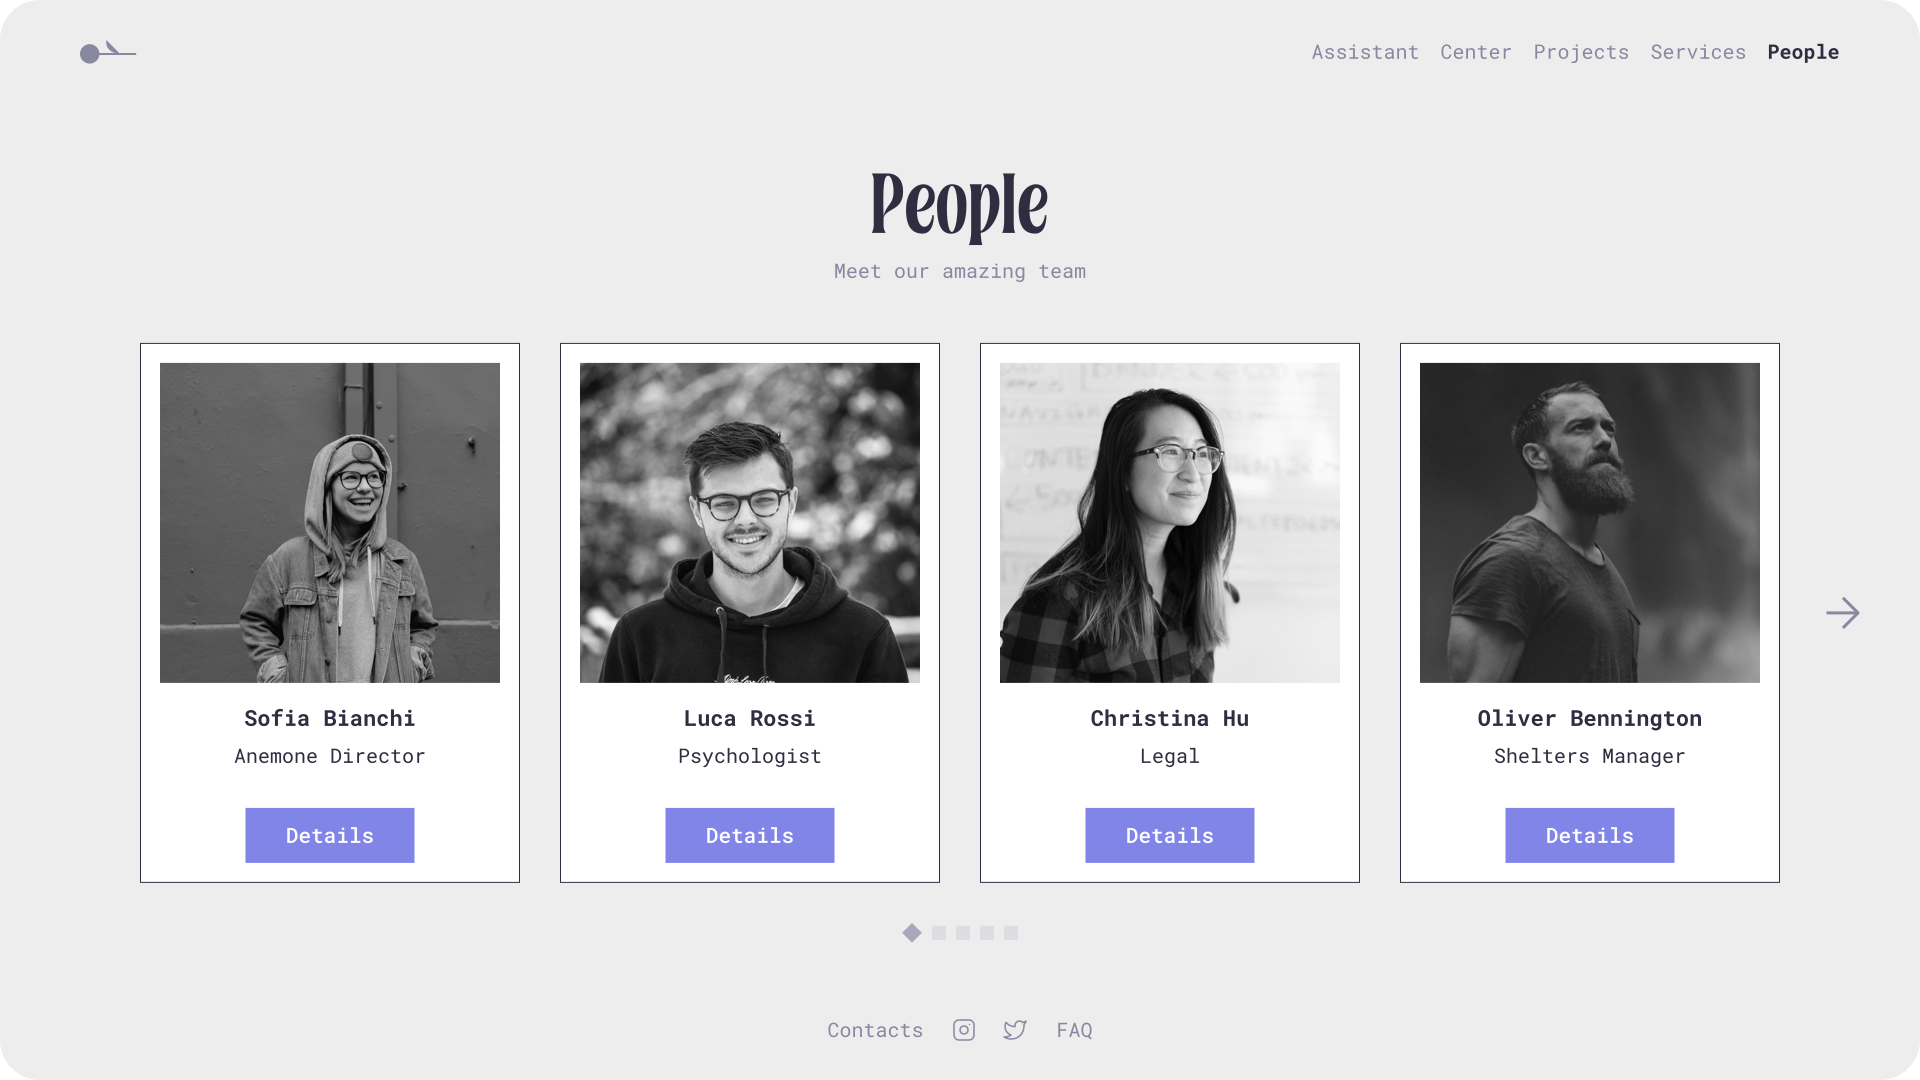 Assistant Center Projects Services People
People
Meet our amazing team
Sofia Bianchi
Anemone Director
Details
Luca Rossi
Psychologist
Details
Christina Hu
Legal
Details
Oliver Bennington
Shelters Manager
Details
Contacts FAQ